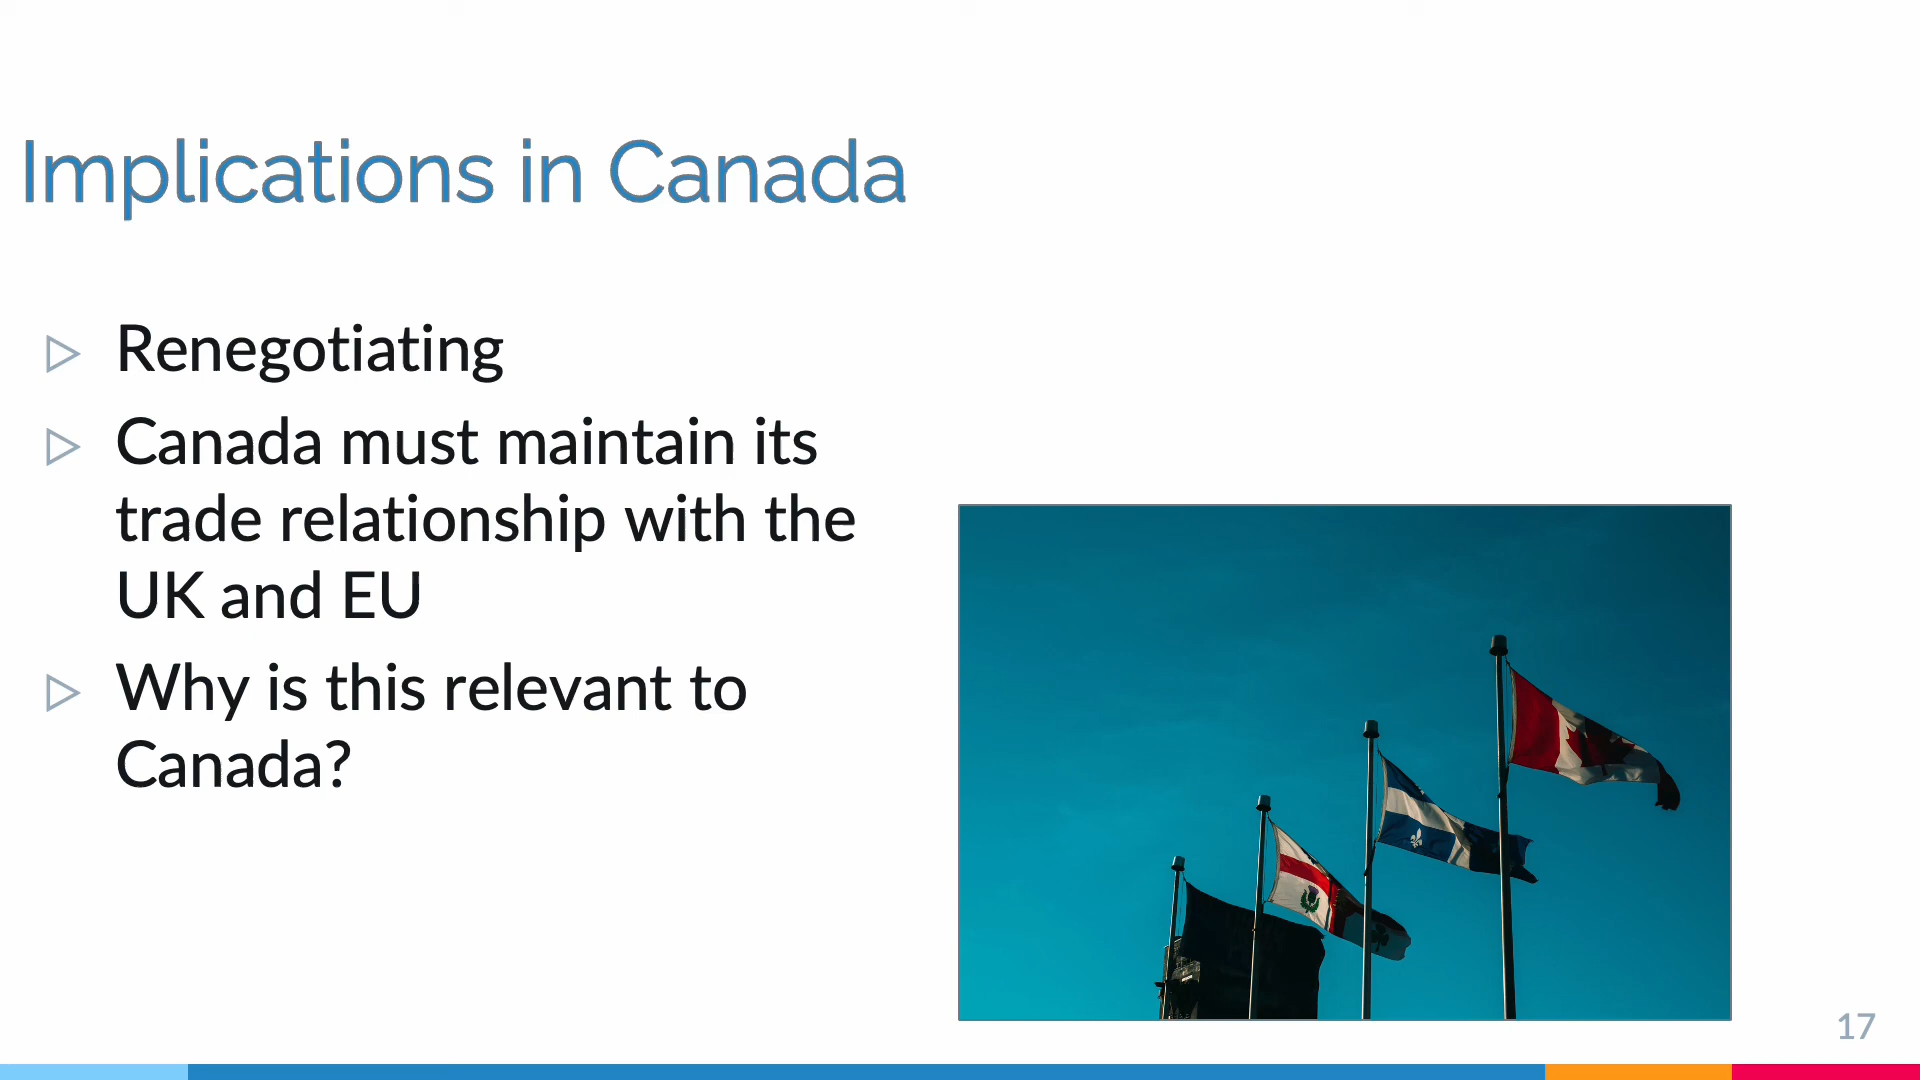 Implications in Canada
Renegotiating
Canada must maintain its
trade relationship with the
UK and EU
Why is this relevant to
Canada?
17